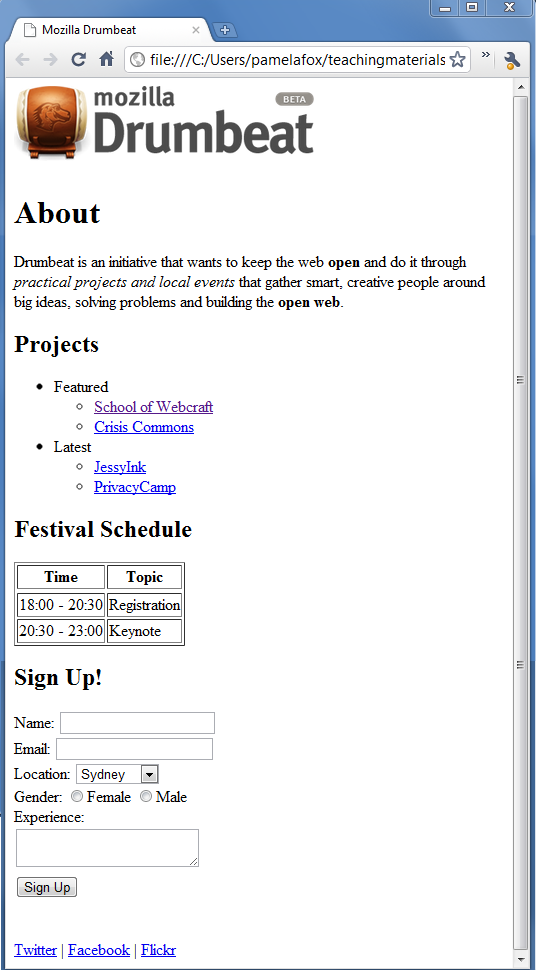 Mozilla Drumbeat
file:///C:/Users/pamelafox/teachingmaterials
mozilla
BETA
Drumbeat
About
Drumbeat is an initiative that wants to keep the web open and do it through
practical projects and local events that gather smart, creative people around
big ideas, solving problems and building the open web.
Projects
Featured
School of Webcraft
Crisis Commons
Latest
JessyInk
PrivacyCamp
Festival Schedule
Time Topic
18:00 - 20:30 Registration
20:30 - 23:00 Keynote
Sign Up!
Name:
Email:
Location: Sydney
Gender: Female Male
Experience:
Sign Up
Twitter | Facebook | Flickr